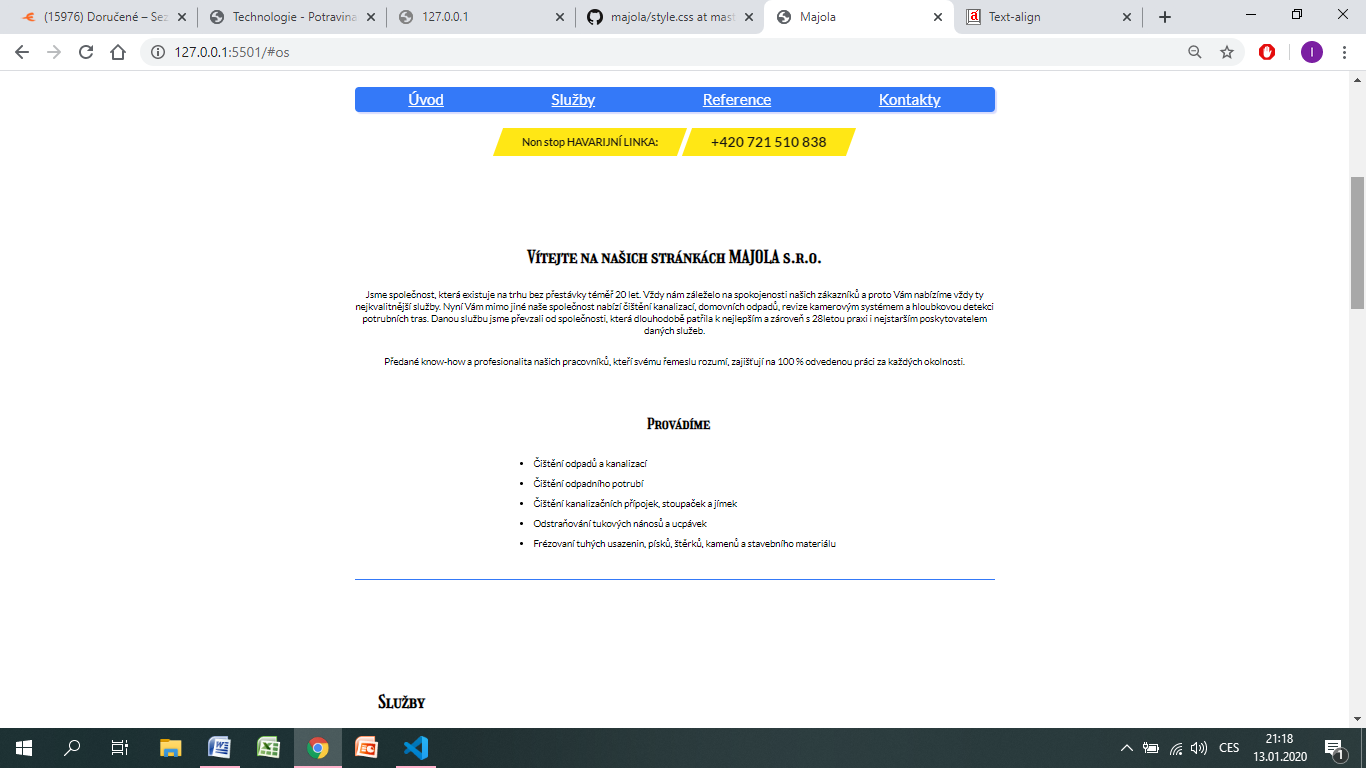 (15976) Doručené – Sez
Technologie - Potravina
127.0.0.1
majola/style.css at mast
Majola
Text-align
127.0.0.1:5501/#os
I
Úvod Služby Reference Kontakty
Non stop HAVARIJNÍ LINKA: +420 721 510 838
Vítejte na našich stránkách MAJOLA s.r.o.
Jsme společnost, která existuje na trhu bez přestávky téměř 20 let. Vždy nám záleželo na spokojenosti našich zákazníků a proto Vám nabízíme vždy ty
nejkvalitnější služby. Nyní Vám mimo jiné naše společnost nabízí čištění kanalizací, domovních odpadů, revize kamerovým systémem a hloubkovou detekci
potrubních tras. Danou službu jsme převzali od společnosti, která dlouhodobě patřila k nejlepším a zároveň s 28letou praxi i nejstarším poskytovatelem
daných služeb.
Předané know-how a profesionalita našich pracovníků, kteří svému řemeslu rozumí, zajišťují na 100 % odvedenou práci za každých okolností.
Provádíme
• Čištění odpadů a kanalizací
• Čištění odpadního potrubí
• Čištění kanalizačních přípojek, stoupaček a jímek
• Odstraňování tukových nánosů a ucpávek
• Frézovaní tuhých usazenin, písků, štěrků, kamenů a stavebního materiálu
Služby
CES
21:18
13.01.2020
1